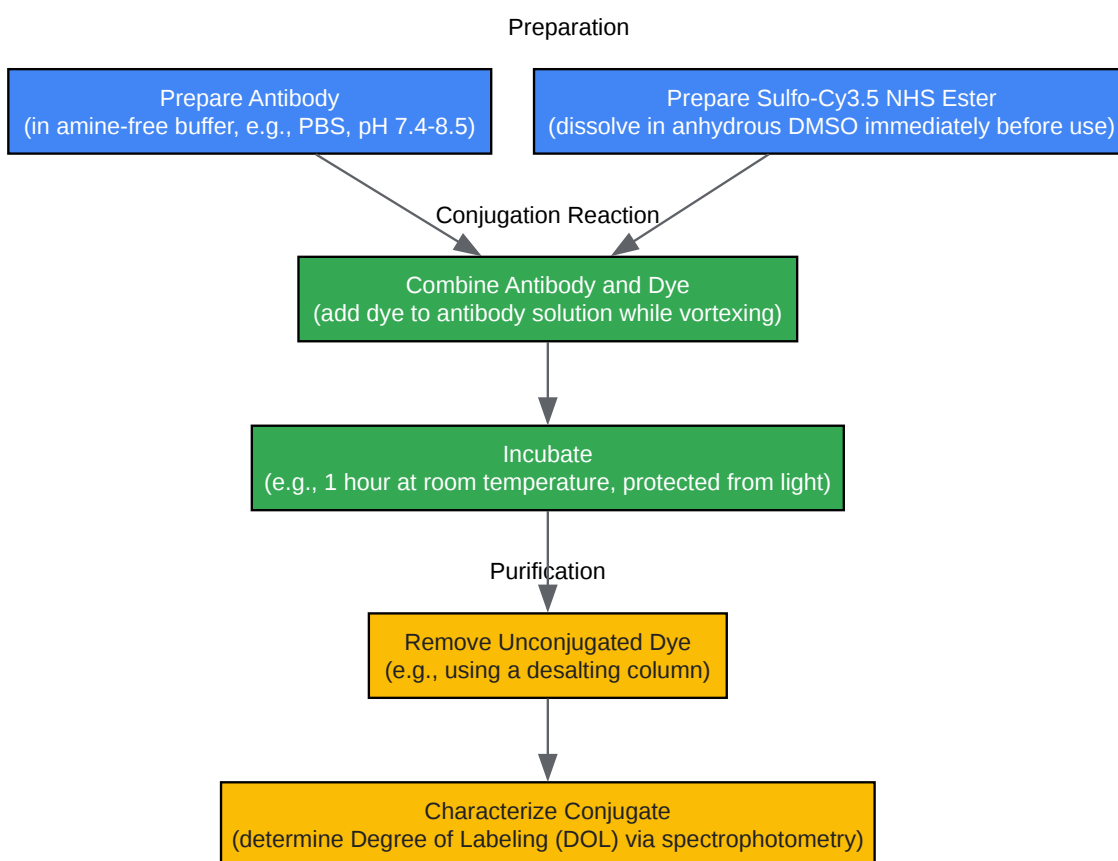 Preparation
Prepare Antibody
(in amine-free buffer, e.g., PBS, pH 7.4-8.5)
Prepare Sulfo-Cy3.5 NHS Ester
(dissolve in anhydrous DMSO immediately before use)
Conjugation Reaction
Combine Antibody and Dye
(add dye to antibody solution while vortexing)
Incubate
(e.g., 1 hour at room temperature, protected from light)
Purification
Remove Unconjugated Dye
(e.g., using a desalting column)
Characterize Conjugate
(determine Degree of Labeling (DOL) via spectrophotometry)